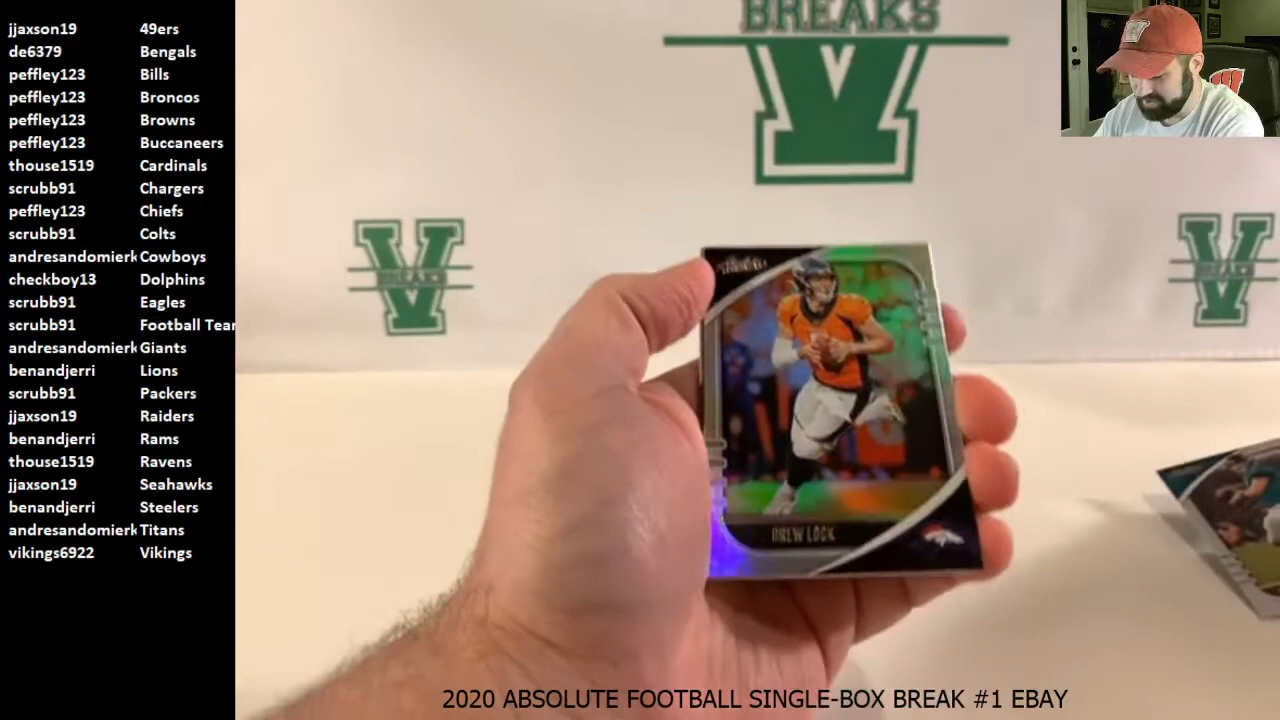 jjaxson19 49ers
de6379 Bengals
peffley123 Bills
peffley123 Broncos
peffley123 Browns
peffley123 Buccaneers
thouse1519 Cardinals
scrubb91 Chargers
peffley123 Chiefs
scrubb91 Colts
andresandomierk Cowboys
checkboy13 Dolphins
scrubb91 Eagles
scrubb91 Football Tear
andresandomierk Giants
benandjerri Lions
scrubb91 Packers
jjaxson19 Raiders
benandjerri Rams
thouse1519 Ravens
jjaxson19 Seahawks
benandjerri Steelers
andresandomierk Titans
vikings6922 Vikings
BREAKS
V
V
BREAKS
V
BREAKS
DREW LOCK
2020 ABSOLUTE FOOTBALL SINGLE-BOX BREAK #1 EBAY